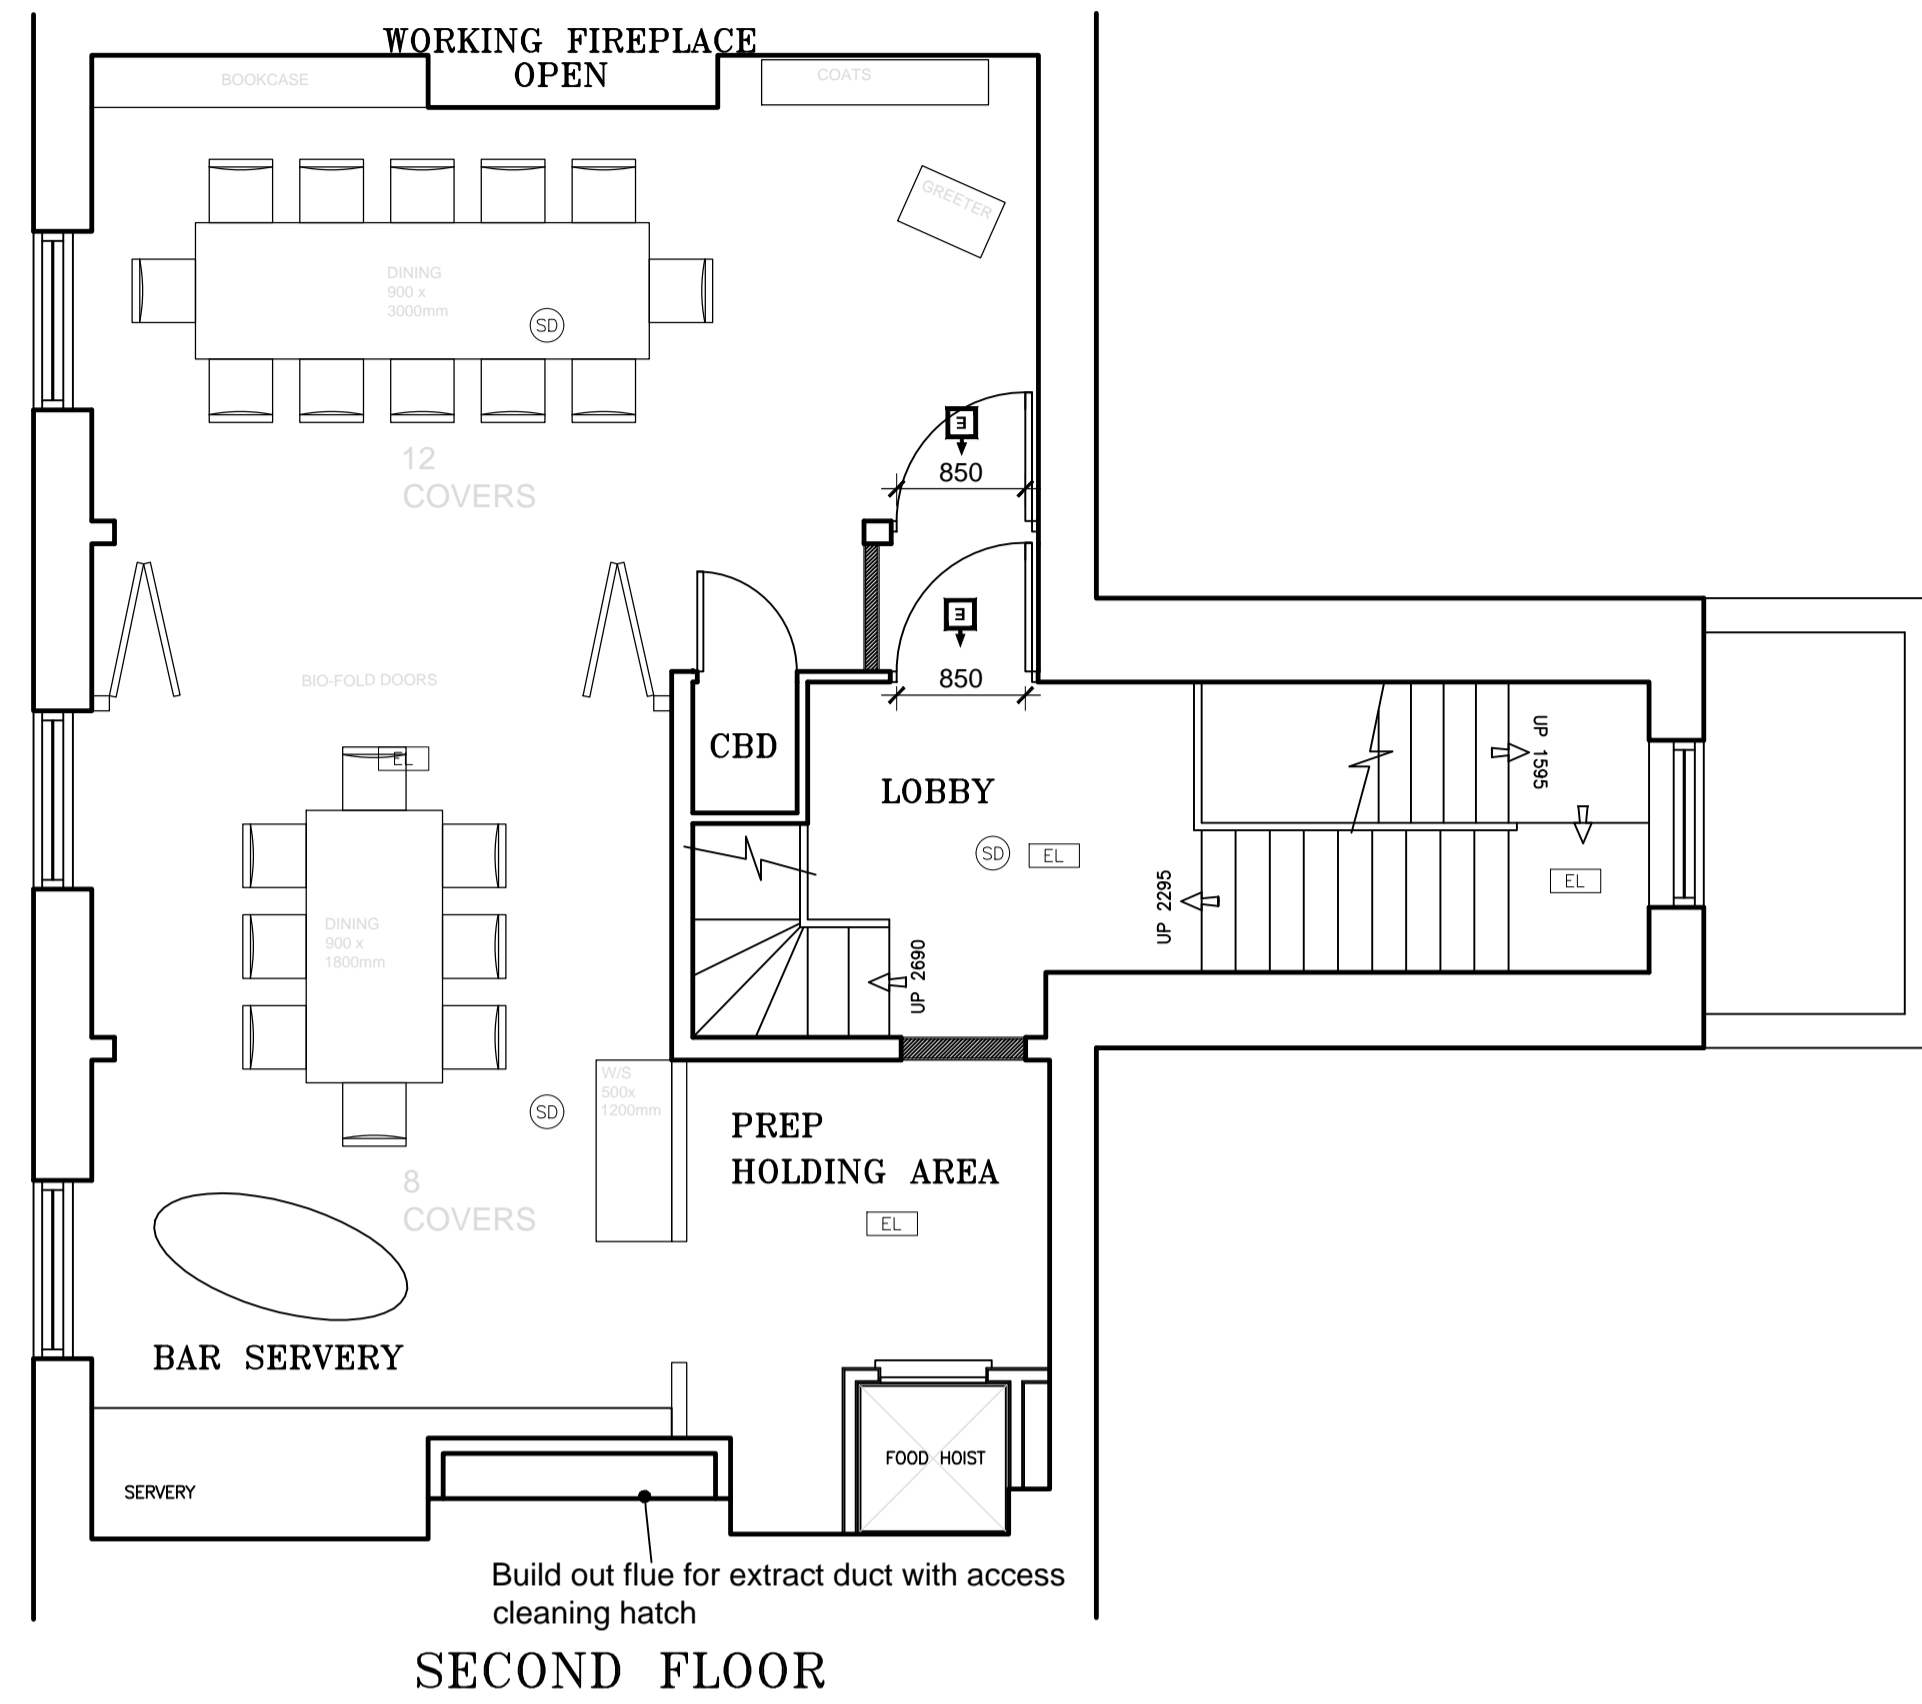 WORKING FIREPLACE
OPEN
BOOKCASE
COATS
GREETER
DINING
900 x
3000mm
SD
E
850
12
COVERS
E
850
BIO-FOLD DOORS
CBD
LOBBY
EL
UP 1595
SD
EL
EL
UP 2295
DINING
900 x
1800mm
UP 2690
W/S
500x
1200mm
SD
PREP
HOLDING AREA
8
COVERS
EL
BAR SERVERY
FOOD HOIST
SERVERY
Build out flue for extract duct with access
cleaning hatch
SECOND FLOOR